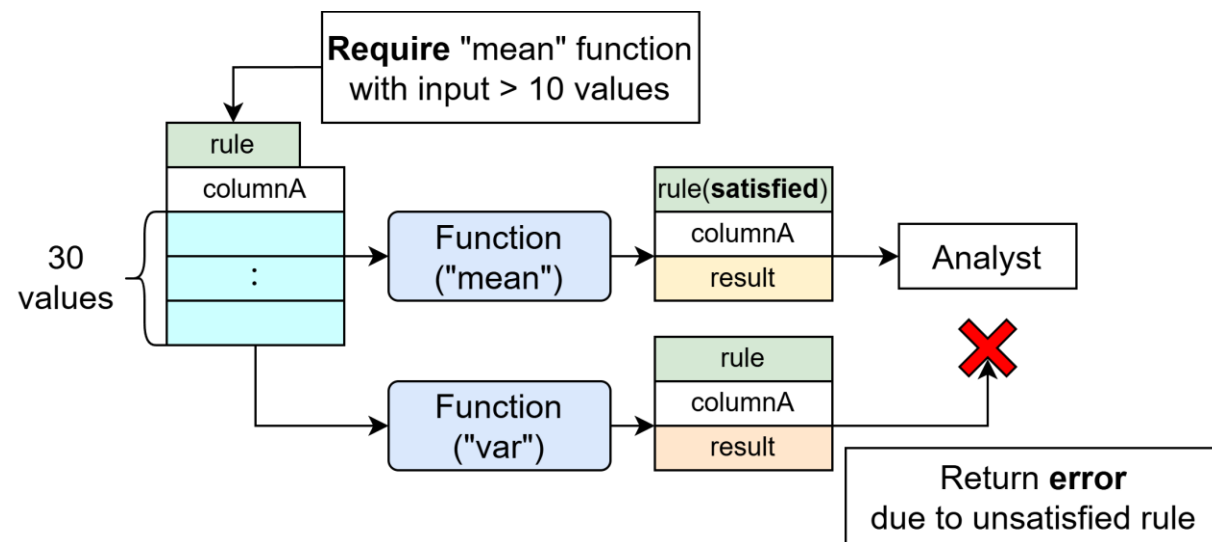 Require "mean" function
with input > 10 values
rule
columnA
30
values
:
Function
("mean")
rule(satisfied)
columnA
result
Analyst
Function
("var")
rule
columnA
result
Return error
due to unsatisfied rule